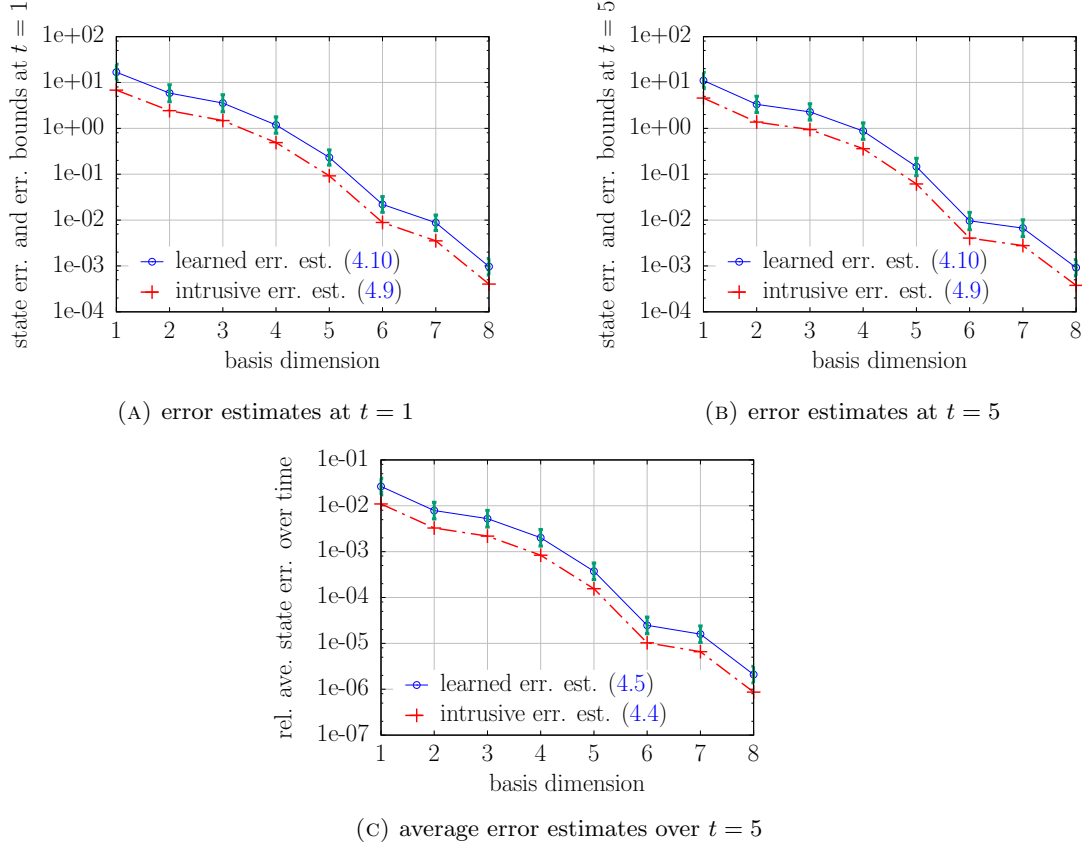 state err. and err. bounds at t = 1
1e+02
1e+01
1e+00
1e-01
1e-02
1e-03
1e-04
learned err. est. (4.10)
intrusive err. est. (4.9)
1 2 3 4 5 6 7 8
basis dimension
(A) error estimates at t = 1
state err. and err. bounds at t = 5
1e+02
1e+01
1e+00
1e-01
1e-02
1e-03
1e-04
learned err. est. (4.10)
intrusive err. est. (4.9)
1 2 3 4 5 6 7 8
basis dimension
(B) error estimates at t = 5
rel. ave. state err. over time
1e-01
1e-02
1e-03
1e-04
1e-05
1e-06
1e-07
learned err. est. (4.5)
intrusive err. est. (4.4)
1 2 3 4 5 6 7 8
basis dimension
(C) average error estimates over t = 5